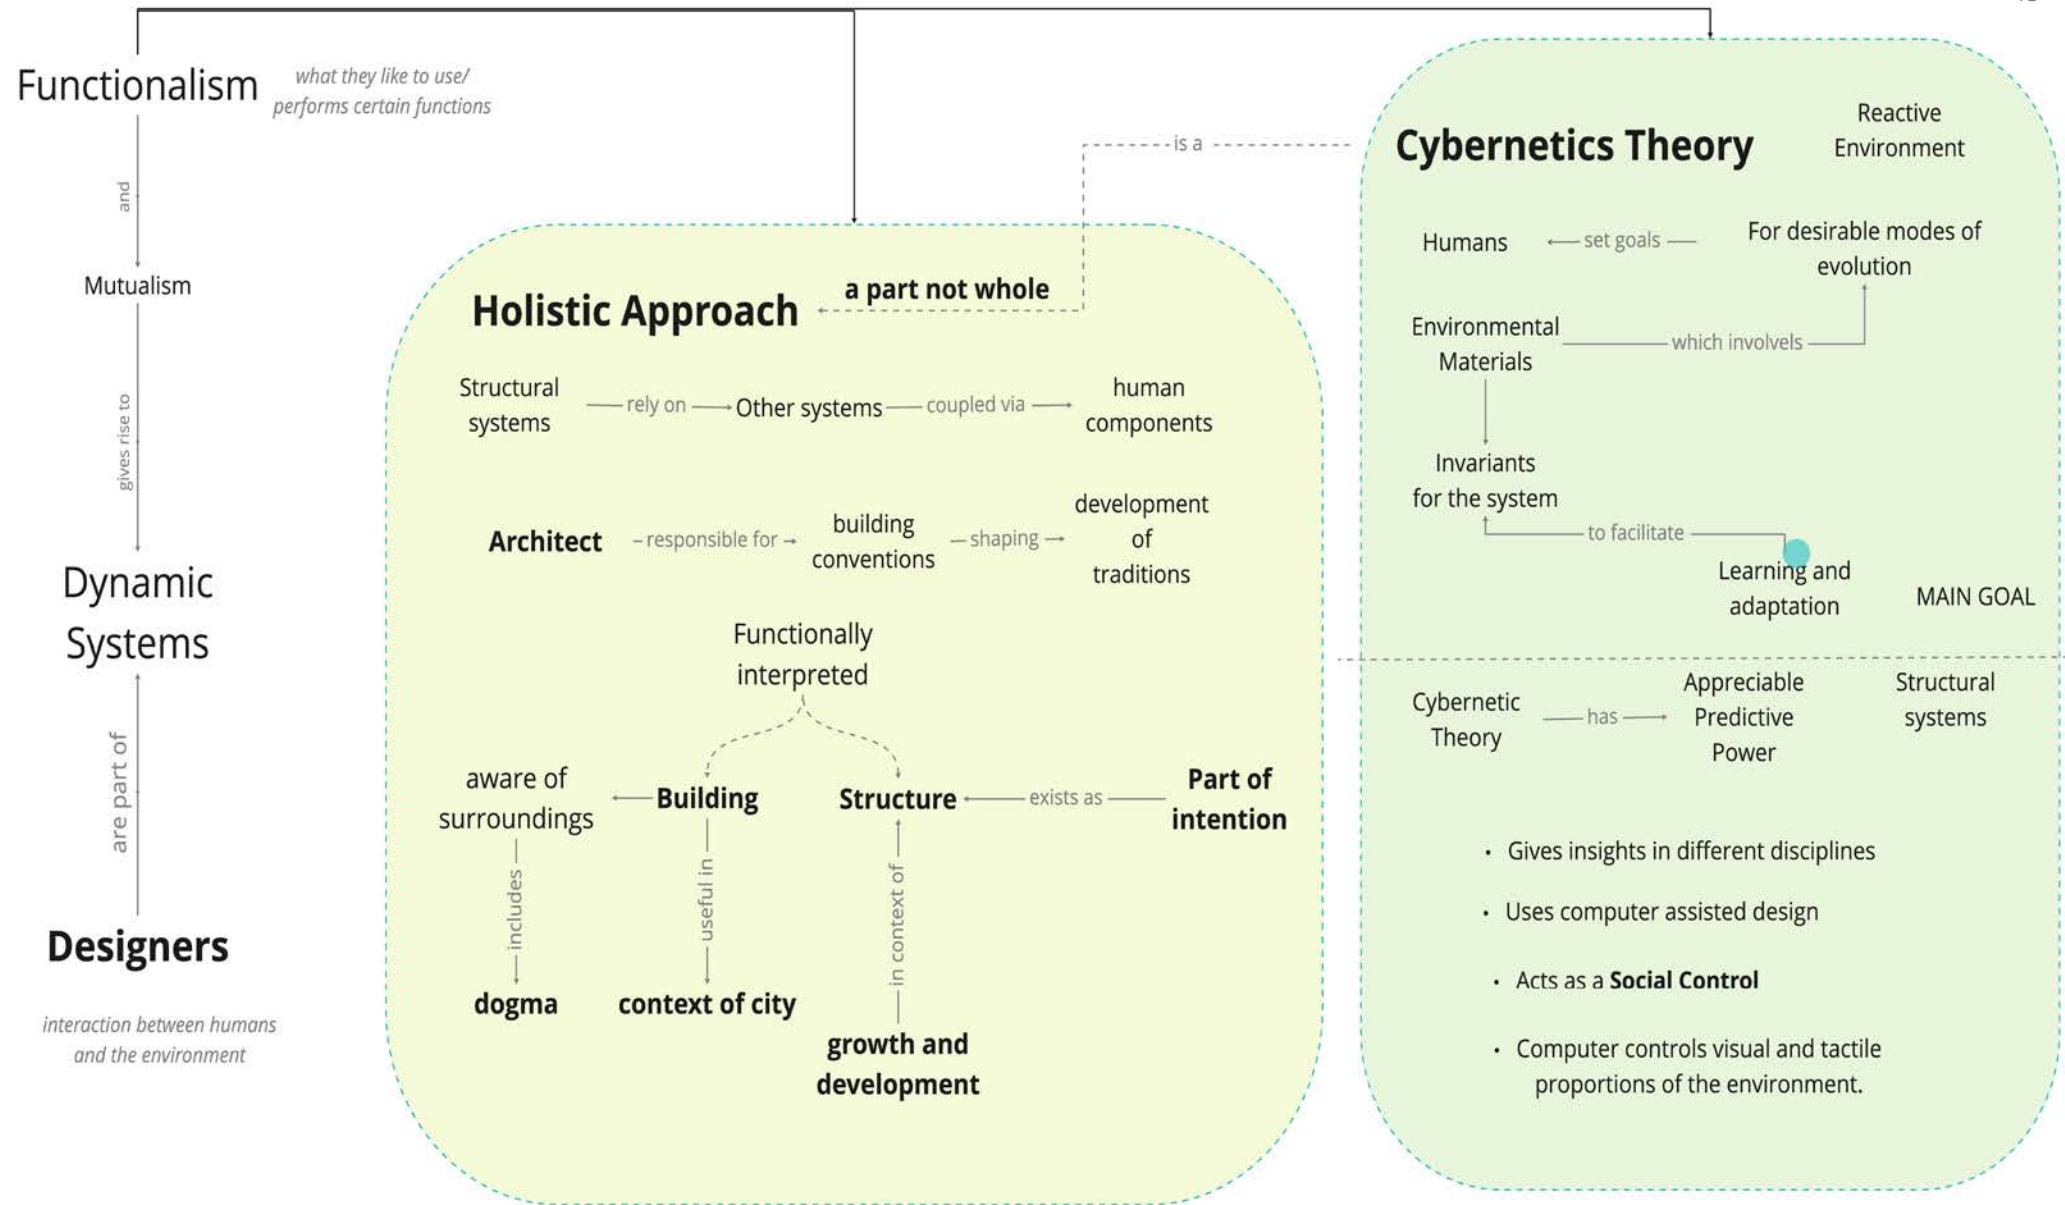 Functionalism
what they like to use/
performs certain functions
and
Mutualism
gives rise to
Dynamic
Systems
are part of
Designers
interaction between humans
and the environment
Holistic Approach
a part not whole
is a
Structural
systems
rely on
Other systems
coupled via
human
components
Architect
responsible for
building
conventions
shaping
development
of
traditions
Functionally
interpreted
aware of
surroundings
Building
Structure
exists as
Part of
intention
includes
useful in
in context of
dogma
context of city
growth and
development
Cybernetics Theory
Reactive
Environment
Humans
set goals
For desirable modes of
evolution
Environmental
Materials
which involvels
Invariants
for the system
to facilitate
Learning and
adaptation
MAIN GOAL
Cybernetic
Theory
has
Appreciable
Predictive
Power
Structural
systems
• Gives insights in different disciplines
• Uses computer assisted design
• Acts as a Social Control
• Computer controls visual and tactile
proportions of the environment.